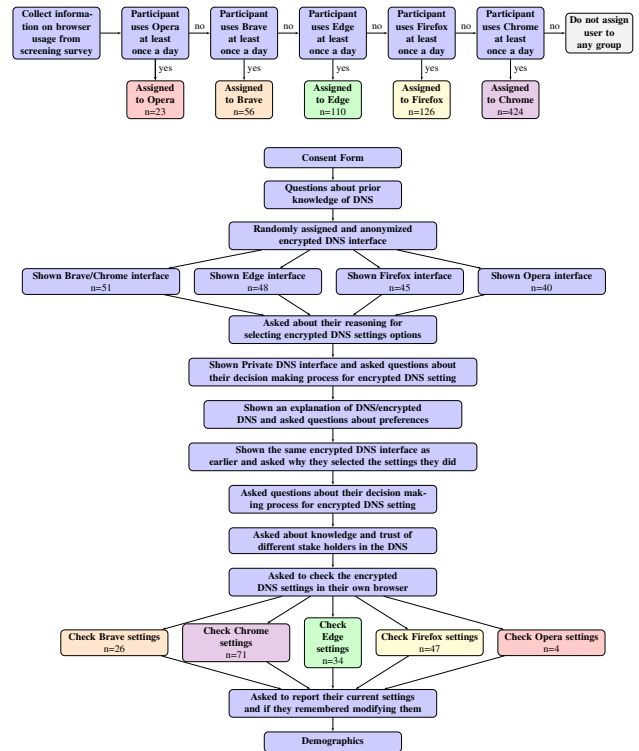 Collect information on browser usage from screening survey
Participant uses Opera at least once a day
no
Participant uses Brave at least once a day
no
Participant uses Edge at least once a day
no
Participant uses Firefox at least once a day
no
Participant uses Chrome at least once a day
no
Do not assign user to any group
yes
yes
yes
yes
yes
Assigned to Opera
n=23
Assigned to Brave
n=56
Assigned to Edge
n=110
Assigned to Firefox
n=126
Assigned to Chrome
n=424
Consent Form
Questions about prior
knowledge of DNS
Randomly assigned and anonymized
encrypted DNS interface
Shown Brave/Chrome interface
n=51
Shown Edge interface
n=48
Shown Firefox interface
n=45
Shown Opera interface
n=40
Asked about their reasoning for
selecting encrypted DNS settings options
Shown Private DNS interface and asked questions about
their decision making process for encrypted DNS setting
Shown an explanation of DNS/encrypted
DNS and asked questions about preferences
Shown the same encrypted DNS interface as
earlier and asked why they selected the settings they did
Asked questions about their decision mak-
ing process for encrypted DNS setting
Asked about knowledge and trust of
different stake holders in the DNS
Asked to check the encrypted
DNS settings in their own browser
Check Brave settings
n=26
Check Chrome
settings
n=71
Check
Edge
settings
n=34
Check Firefox settings
n=47
Check Opera settings
n=4
Asked to report their current settings
and if they remembered modifying them
Demographics